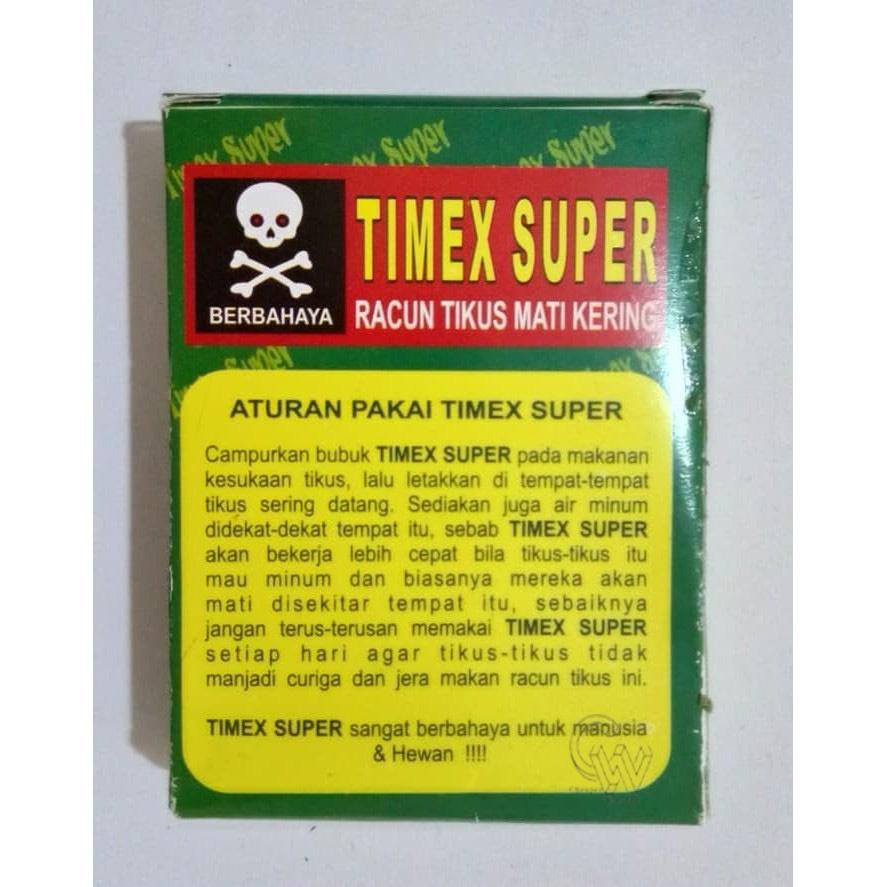 Timex Super
BERBAHAYA
TIMEX SUPER
RACUN TIKUS MATI KERING
ATURAN PAKAI TIMEX SUPER
Campurkan bubuk TIMEX SUPER pada makanan
kesukaan tikus, lalu letakkan di tempat-tempat
tikus sering datang. Sediakan juga air minum
didekat-dekat tempat itu, sebab TIMEX SUPER
akan bekerja lebih cepat bila tikus-tikus itu
mau minum dan biasanya mereka akan
mati disekitar tempat itu, sebaiknya
jangan terus-terusan memakai TIMEX SUPER
setiap hari agar tikus-tikus tidak
manjadi curiga dan jera makan racun tikus ini.
TIMEX SUPER sangat berbahaya untuk manusia
& Hewan !!!!